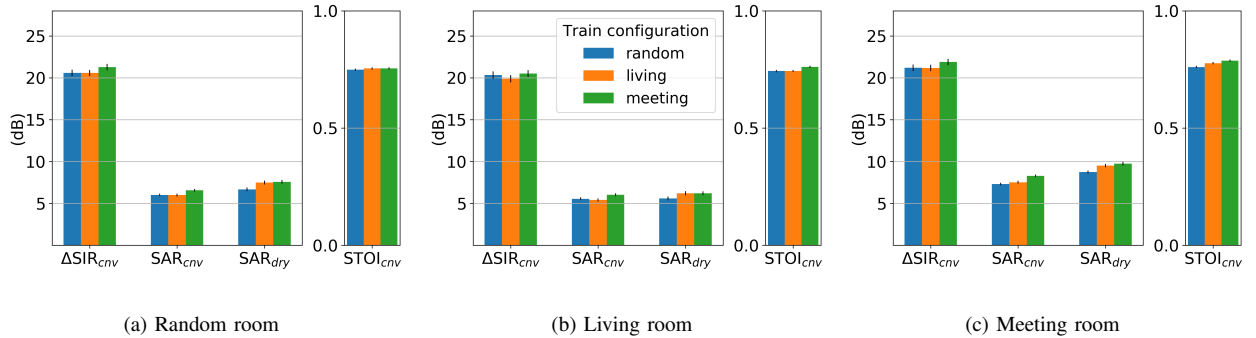 25
20
15
10
5
(dB)
ΔSIRcnv
SARcnv
SARdry
1.0
0.5
0.0
STOIcnv
(a) Random room
25
20
15
10
5
(dB)
Train configuration
random
living
meeting
ΔSIRcnv
SARcnv
SARdry
1.0
0.5
0.0
STOIcnv
(b) Living room
25
20
15
10
5
(dB)
ΔSIRcnv
SARcnv
SARdry
1.0
0.5
0.0
STOIcnv
(c) Meeting room